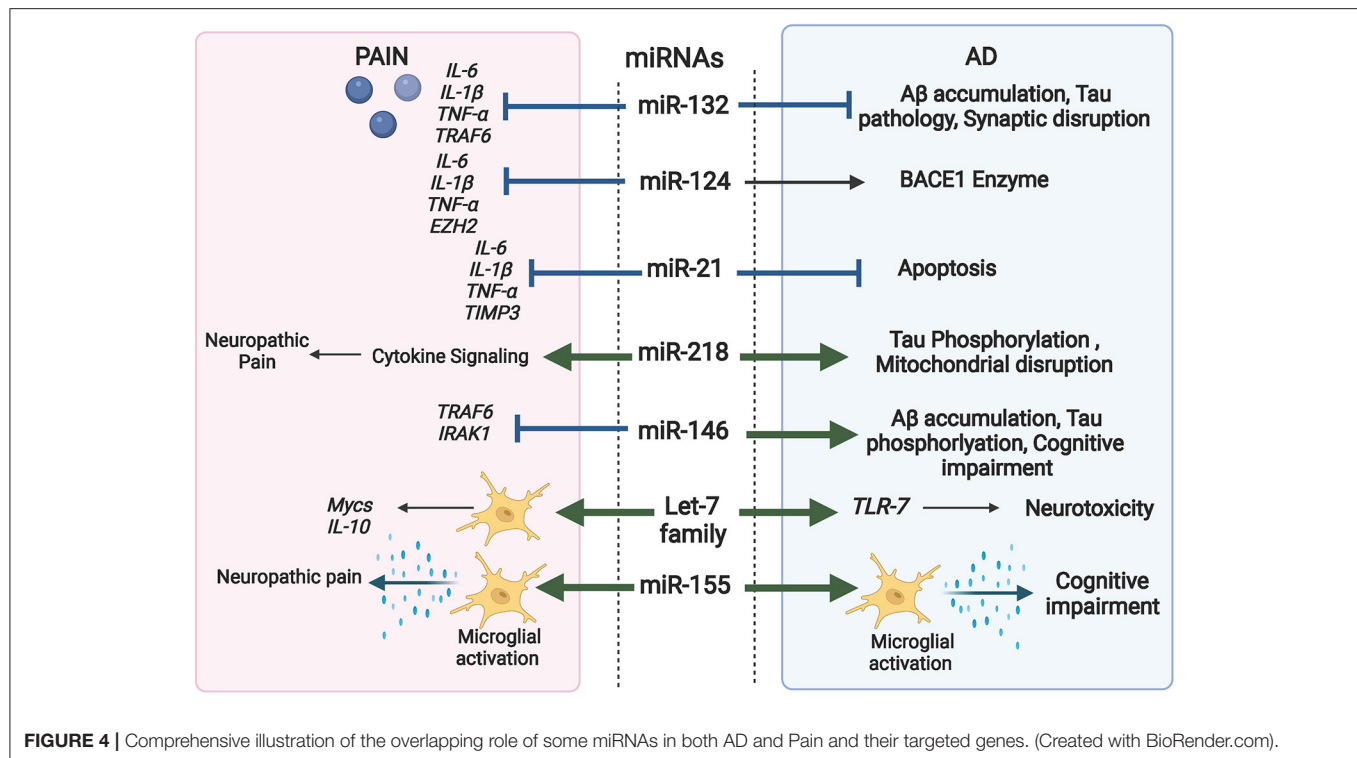 PAIN
miRNAs
AD
IL-6
IL-1β
TNF-α
TRAF6
miR-132
Aβ accumulation, Tau
pathology, Synaptic disruption
IL-6
IL-1β
TNF-α
EZH2
miR-124
BACE1 Enzyme
IL-6
IL-1β
TNF-α
TIMP3
miR-21
Apoptosis
Neuropathic
Pain
Cytokine Signaling
miR-218
Tau Phosphorylation ,
Mitochondrial disruption
TRAF6
IRAK1
miR-146
Aβ accumulation, Tau
phosphorlyation, Cognitive
impairment
Mycs
IL-10
Let-7
family
TLR-7
Neurotoxicity
Neuropathic pain
Microglial
activation
miR-155
Microglial
activation
Cognitive
impairment
FIGURE 4 | Comprehensive illustration of the overlapping role of some miRNAs in both AD and Pain and their targeted genes. (Created with BioRender.com).